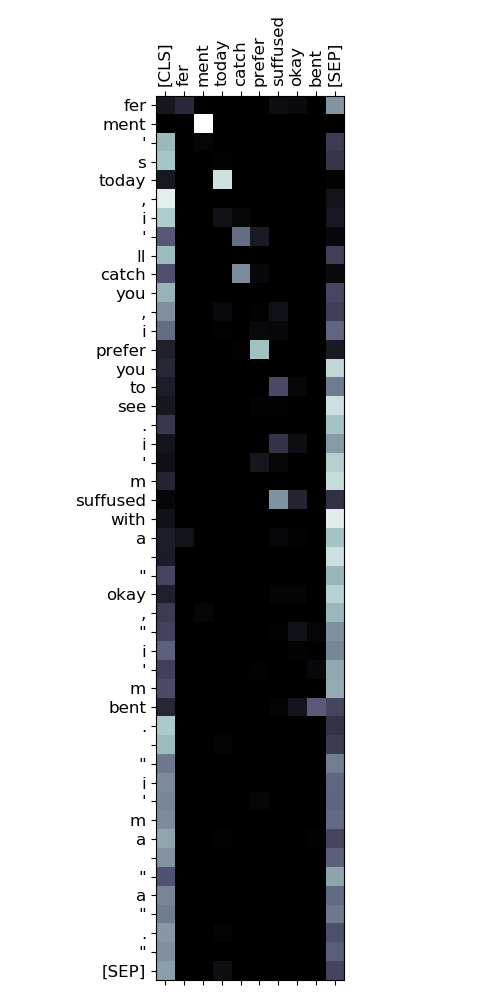 [CLS]
fer
ment
today
catch
prefer
suffused
okay
bent
[SEP]
fer
ment
'
s
today
,
i
'
ll
catch
you
,
i
prefer
you
to
see
.
i
'
m
suffused
with
a
"
okay
,
"
i
'
m
bent
.
"
i
'
m
a
"
a
"
.
"
[SEP]